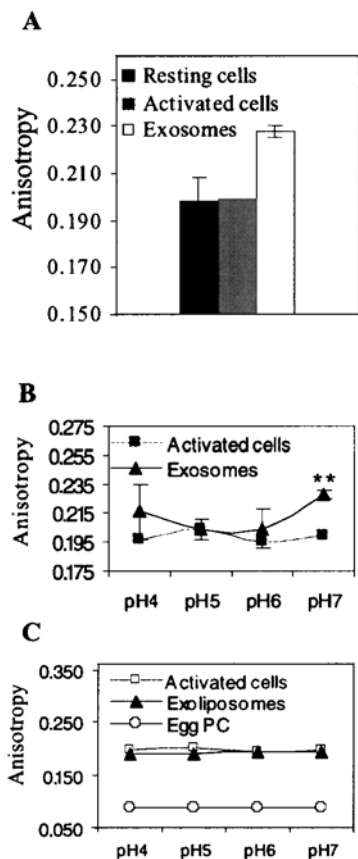 A
Anisotropy
0.250
0.230
0.210
0.190
0.170
0.150
Resting cells
Activated cells
Exosomes
B
Anisotropy
0.275
0.255
0.235
0.215
0.195
0.175
Activated cells
Exosomes
**
pH4 pH5 pH6 pH7
C
Anisotropy
0.350
0.250
0.150
0.050
Activated cells
Exoliposomes
Egg PC
pH4 pH5 pH6 pH7